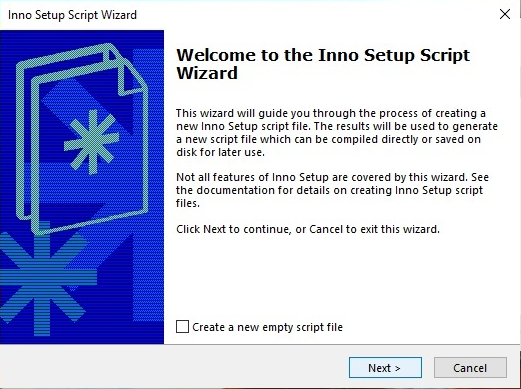 Inno Setup Script Wizard
Welcome to the Inno Setup Script
Wizard
This wizard will guide you through the process of creating a
new Inno Setup script file. The results will be used to generate
a new script file which can be compiled directly or saved on
disk for later use.
Not all features of Inno Setup are covered by this wizard. See
the documentation for details on creating Inno Setup script
files.
Click Next to continue, or Cancel to exit this wizard.
Create a new empty script file
Next >
Cancel